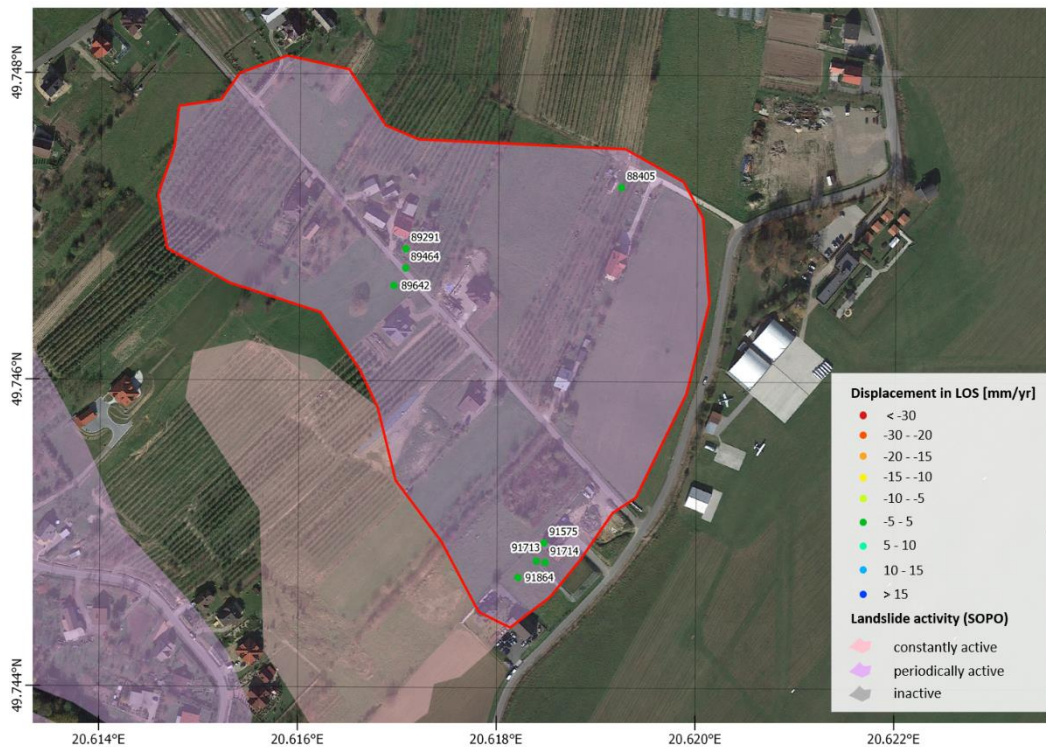 49.748°N
49.746°N
49.744°N
88405
89291
89464
89642
91575
91713
91714
91864
Displacement in LOS [mm/yr]
< -30
-30 - -20
-20 - -15
-15 - -10
-10 - -5
-5 - 5
5 - 10
10 - 15
> 15
Landslide activity (SOPO)
constantly active
periodically active
inactive
20.614°E
20.616°E
20.618°E
20.620°E
20.622°E